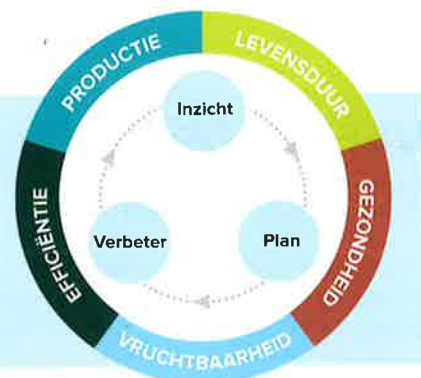 PRODUCTIE
LEVENSDUUR
GEZONDHEID
VRUCHTBAARHEID
EFFICIËNTIE
Inzicht
Plan
Verbeter